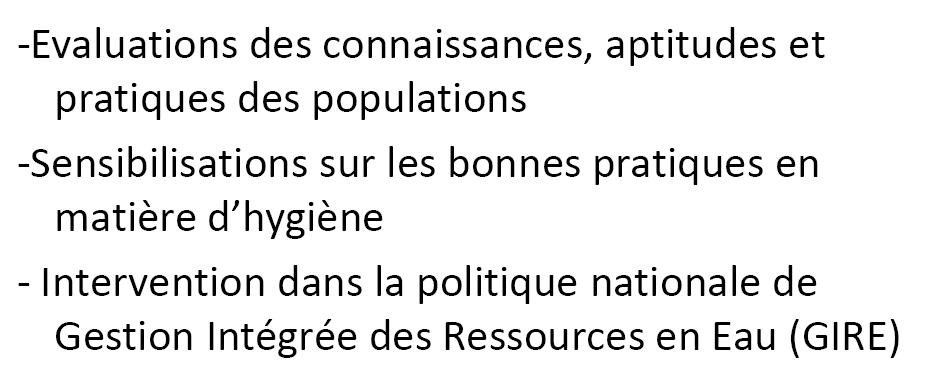 -Evaluations des connaissances, aptitudes et
pratiques des populations
-Sensibilisations sur les bonnes pratiques en
matière d’hygiène
- Intervention dans la politique nationale de
Gestion Intégrée des Ressources en Eau (GIRE)